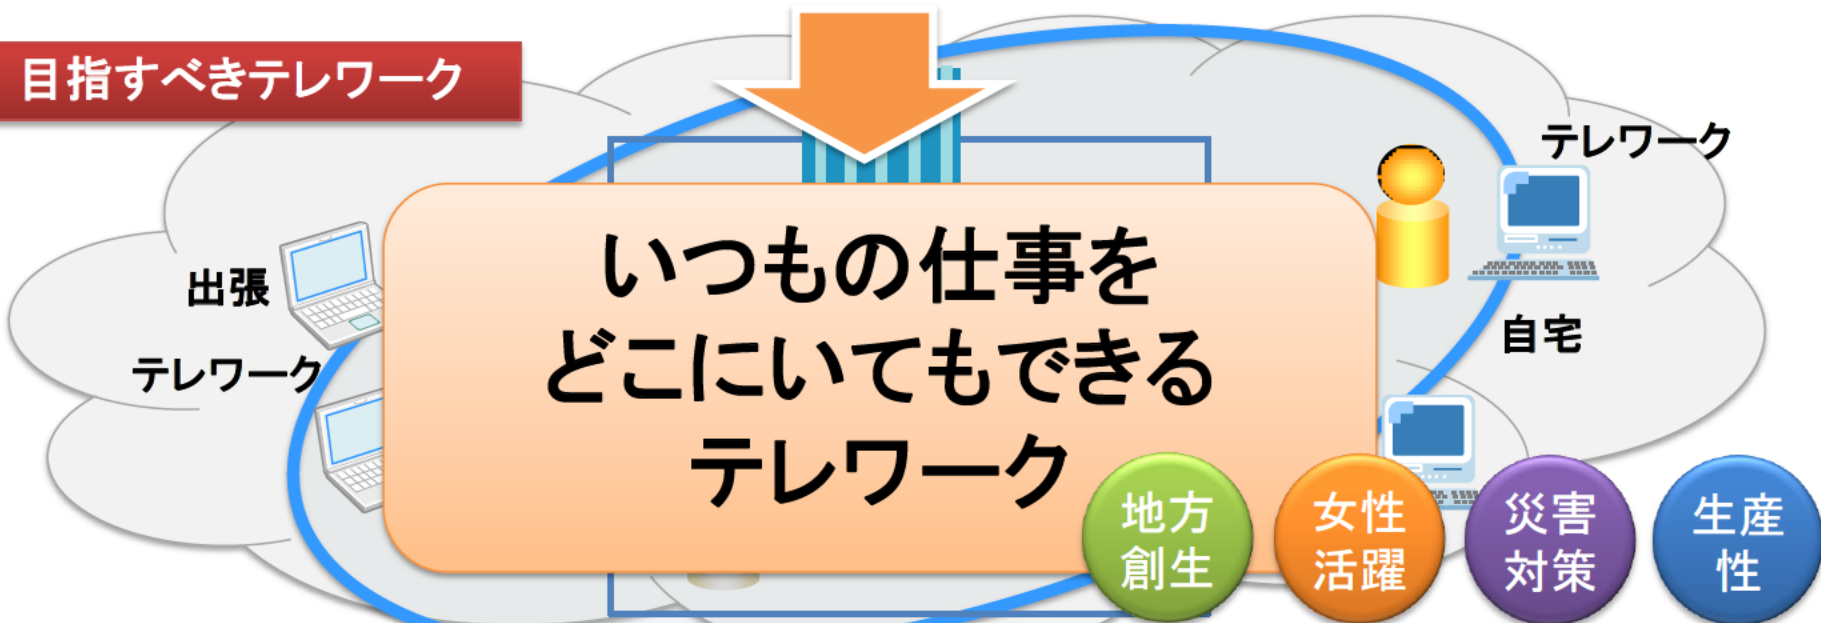 目指すべきテレワーク
テレワーク
出張
自宅
テレワーク
いつもの仕事を
どこにいてもできる
テレワーク
地方
創生
女性
活躍
災害
対策
生産
性